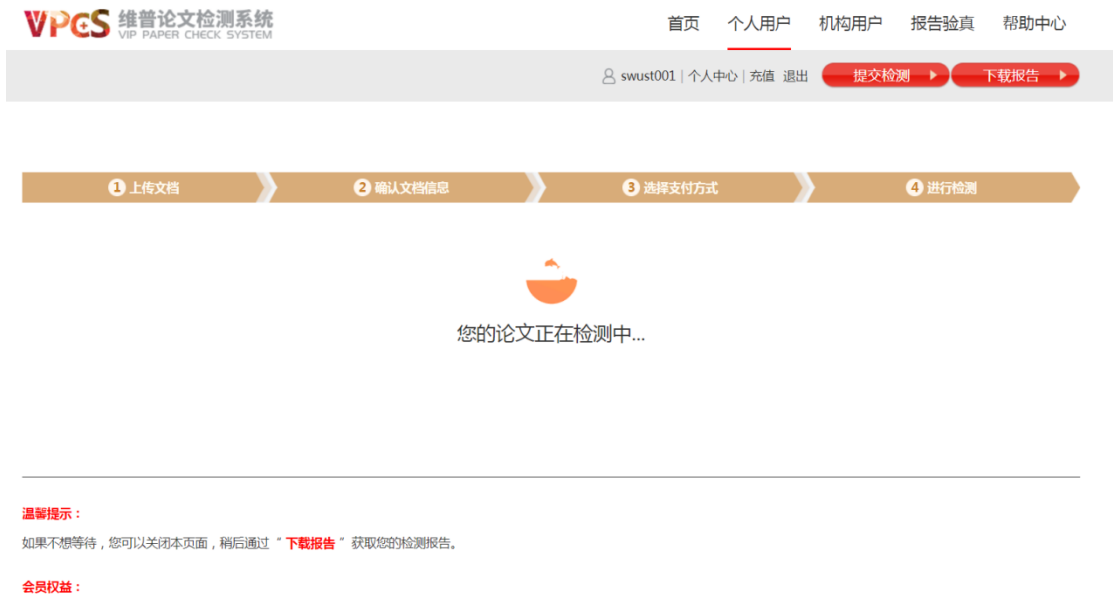 VPCS 维普论文检测系统
VIP PAPER CHECK SYSTEM
首页 个人用户 机构用户 报告验真 帮助中心
swust001 | 个人中心 | 充值 退出 提交检测 下载报告
1 上传文档 2 确认文档信息 3 选择支付方式 4 进行检测
您的论文正在检测中...
温馨提示：
如果不想等待，您可以关闭本页面，稍后通过“ 下载报告 ”获取您的检测报告。
会员权益：